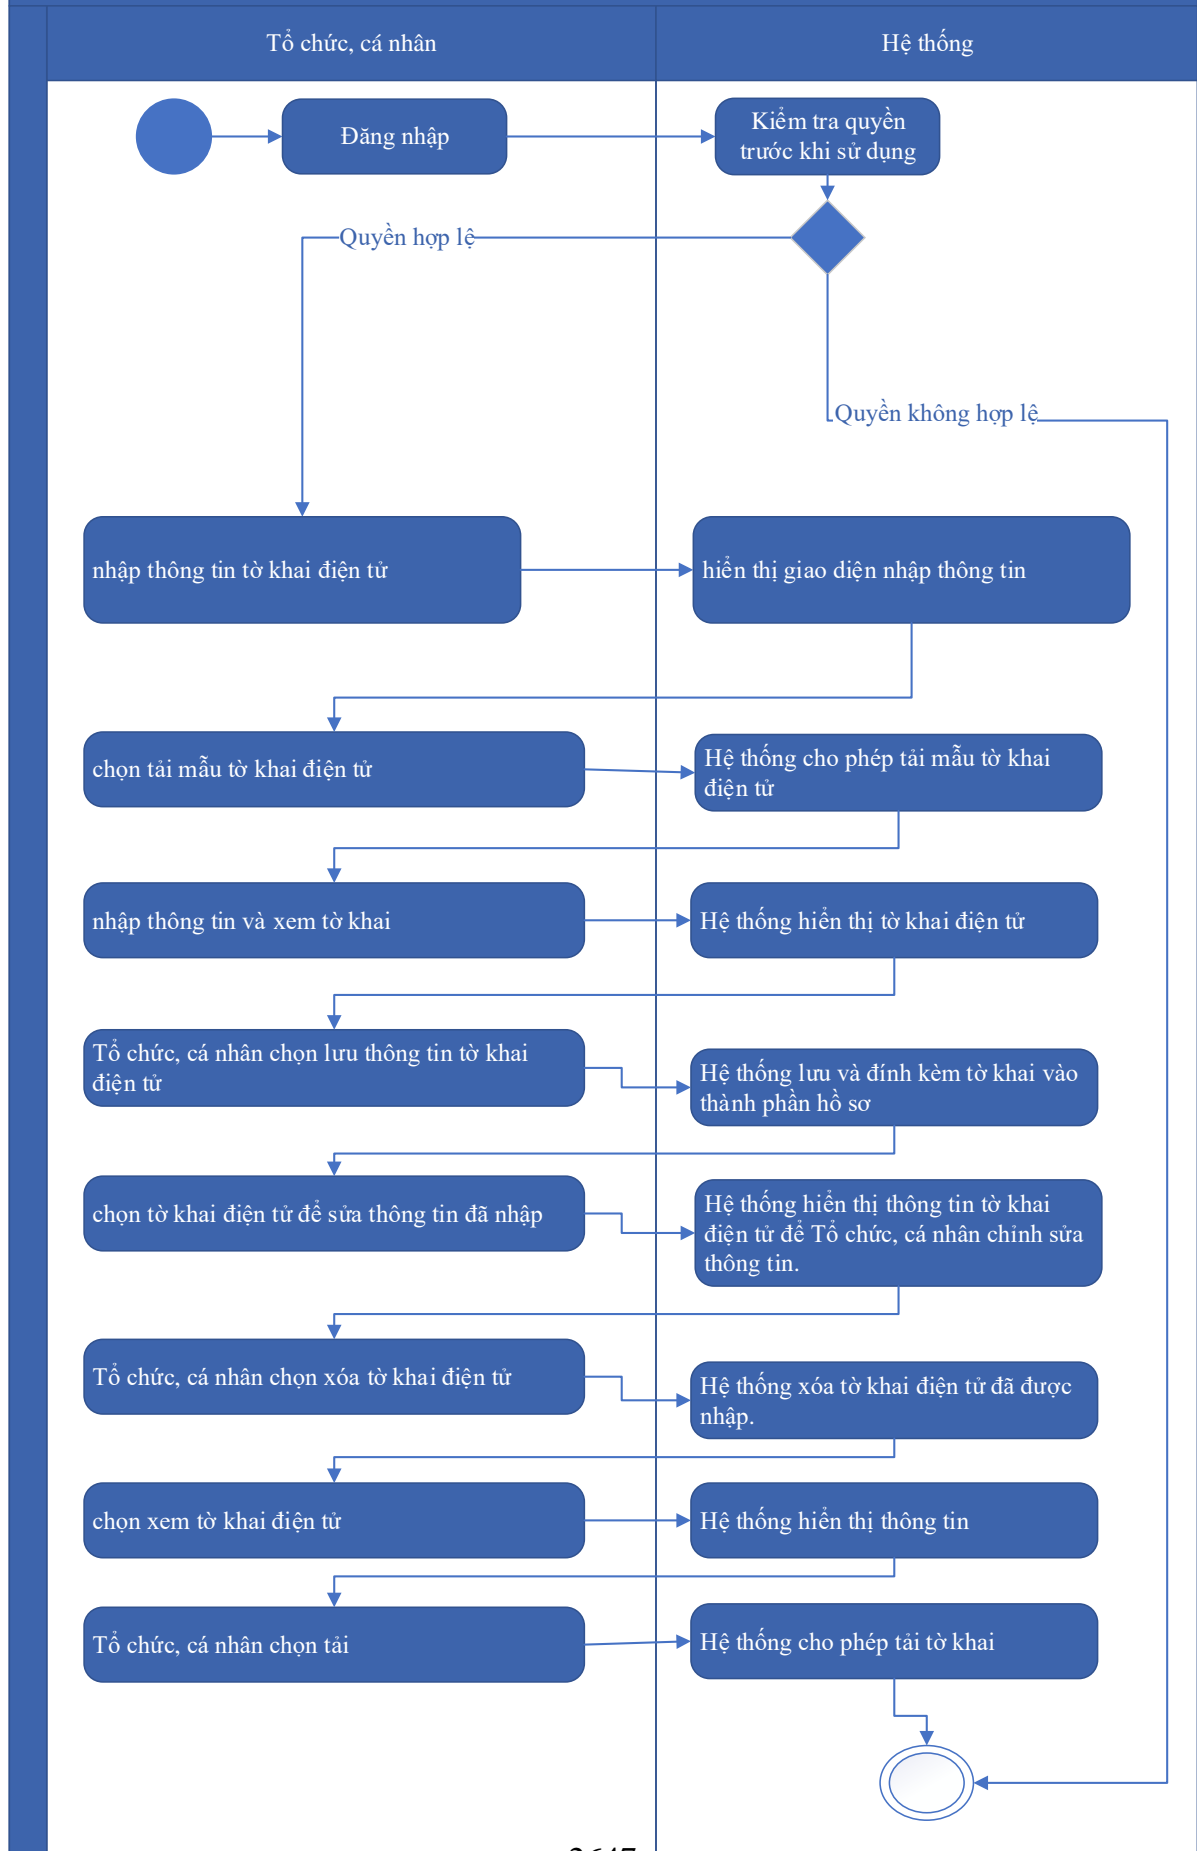 Tổ chức, cá nhân
Hệ thống
Đăng nhập
Kiểm tra quyền
trước khi sử dụng
Quyền hợp lệ
Quyền không hợp lệ
nhập thông tin tờ khai điện tử
hiển thị giao diện nhập thông tin
chọn tải mẫu tờ khai điện tử
Hệ thống cho phép tải mẫu tờ khai
điện tử
nhập thông tin và xem tờ khai
Hệ thống hiển thị tờ khai điện tử
Tổ chức, cá nhân chọn lưu thông tin tờ khai
điện tử
Hệ thống lưu và đính kèm tờ khai vào
thành phần hồ sơ
chọn tờ khai điện tử để sửa thông tin đã nhập
Hệ thống hiển thị thông tin tờ khai
điện tử để Tổ chức, cá nhân chỉnh sửa
thông tin.
Tổ chức, cá nhân chọn xóa tờ khai điện tử
Hệ thống xóa tờ khai điện tử đã được
nhập.
chọn xem tờ khai điện tử
Hệ thống hiển thị thông tin
Tổ chức, cá nhân chọn tải
Hệ thống cho phép tải tờ khai